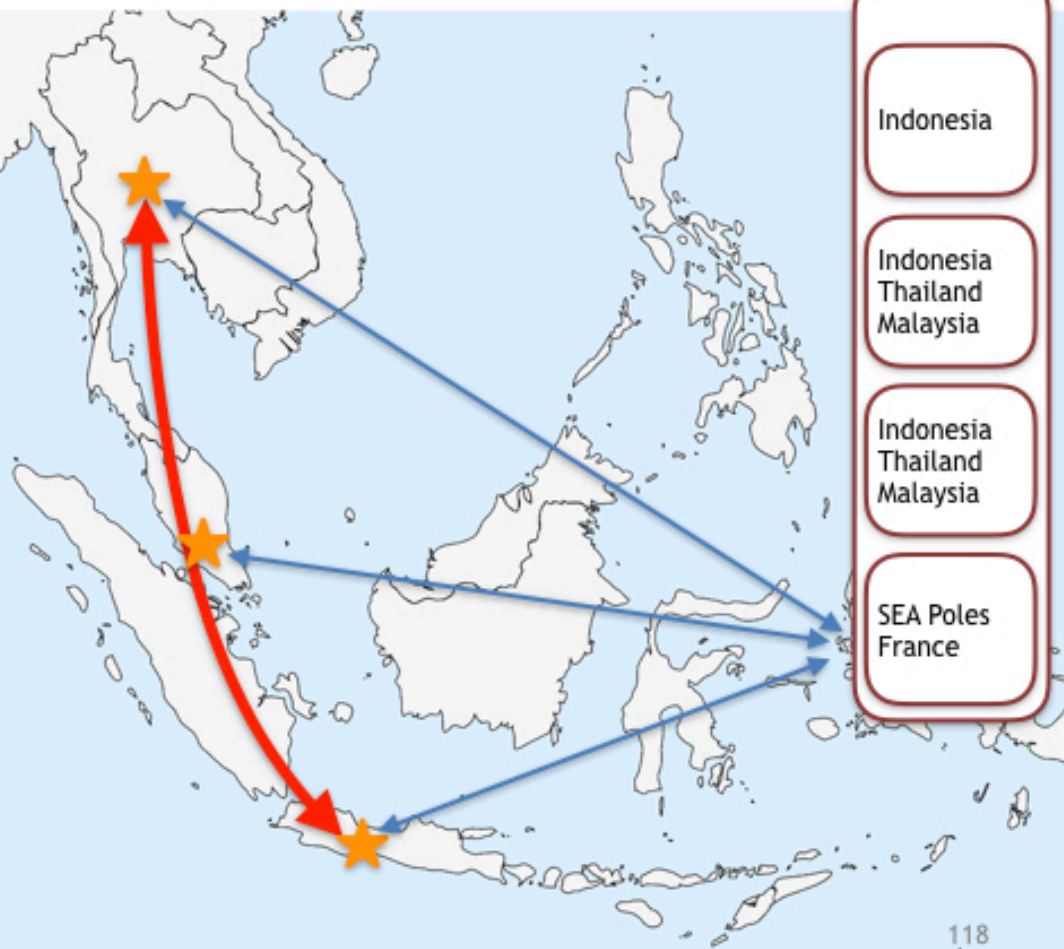 Indonesia
Indonesia
Thailand
Malaysia
Indonesia
Thailand
Malaysia
SEA Poles
France
118